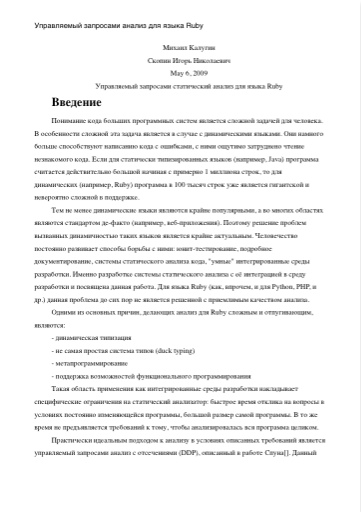 Управляемый запросами анализ для языка Ruby
Михаил Калугин
Скопин Игорь Николаевич
May 6, 2009
Управляемый запросами статический анализ для языка Ruby
Введение
Понимание кода больших программных систем является сложной задачей для человека.
В особенности сложной эта задача является в случае с динамическими языками. Они намного
больше способствуют написанию кода с ошибками, с ними ощутимо затруднено чтение
незнакомого кода. Если для статически типизированных языков (например, Java) программа
считается действительно большой начиная с примерно 1 миллиона строк, то для
динамических (например, Ruby) программа в 100 тысяч строк уже является гигантской и
невероятно сложной в поддержке.
Тем не менее динамические языки являются крайне популярными, а во многих областях
являются стандартом де-факто (например, веб-приложения). Поэтому решение проблем
вызванных динамичностью таких языков является крайне актуальным. Человечество
постоянно развивает способы борьбы с ними: юнит-тестирование, подробное
документирование, системы статического анализа кода, "умные" интегрированные среды
разработки. Именно разработке системы статического анализа с её интеграцией в среду
разработки и посвящена данная работа. Для языка Ruby (как, впрочем, и для Python, PHP, и
др.) данная проблема до сих пор не является решенной с приемлимым качеством анализа.
Одними из основных причин, делающих анализ для Ruby сложным и отпугивающим,
являются:
- динамическая типизация
- не самая простая система типов (duck typing)
- метапрограммирование
- поддержка возможностей функционального программирования
Такая область применения как интегрированные среды разработки накладывает
специфические ограничения на статический анализатор: быстрое время отклика на вопросы в
условиях постоянно изменяющейся программы, большой размер самой программы. В то же
время не предъявляется требований к тому, чтобы анализировалась вся программа целиком.
Практически идеальным подходом к анализу в условиях описанных требований является
управляемый запросами анализ с отсечениями (DDP), описанный в работе Спуна[]. Данный